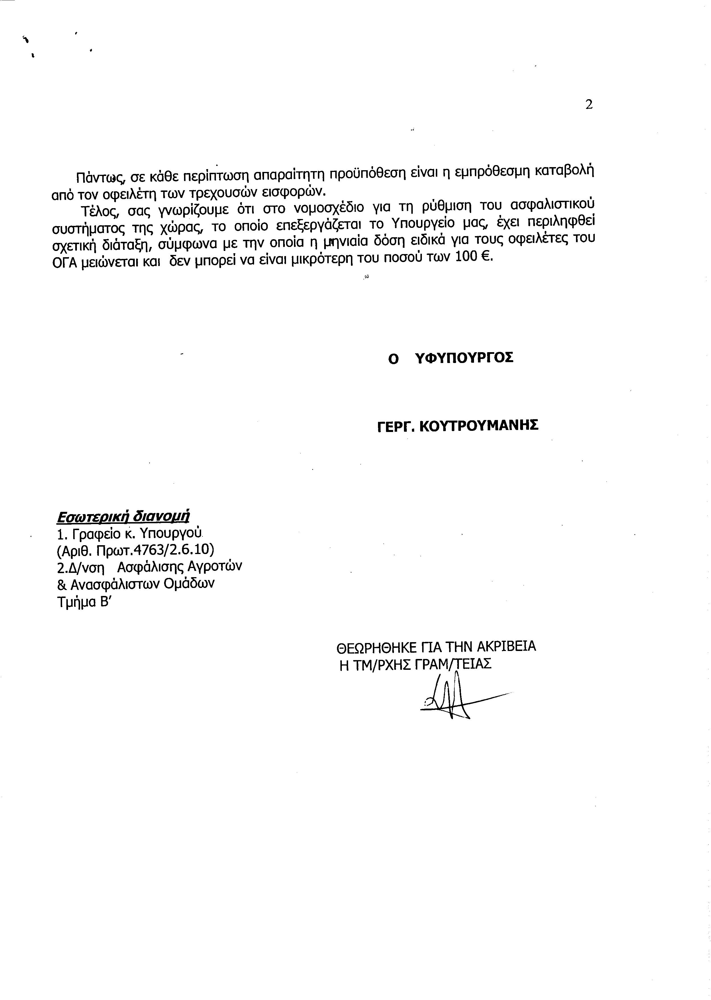 2
Πάντως, σε κάθε περίπτωση απαραίτητη προϋπόθεση είναι η εμπρόθεσμη καταβολή
από τον οφειλέτη των τρεχουσών εισφορών.
Τέλος, σας γνωρίζουμε ότι στο νομοσχέδιο για τη ρύθμιση του ασφαλιστικού
συστήματος της χώρας, το οποίο επεξεργάζεται το Υπουργείο μας, έχει περιληφθεί
σχετική διάταξη, σύμφωνα με την οποία η μηνιαία δόση ειδικά για τους οφειλέτες του
ΟΓΑ μειώνεται και δεν μπορεί να είναι μικρότερη του ποσού των 100 €.
Ο ΥΦΥΠΟΥΡΓΟΣ
ΓΕΡΓ. ΚΟΥΤΡΟΥΜΑΝΗΣ
Εσωτερική διανομή
1. Γραφείο κ. Υπουργού
(Αριθ. Πρωτ.4763/2.6.10)
2.Δ/νση Ασφάλισης Αγροτών
& Ανασφάλιστων Ομάδων
Τμήμα Β'
ΘΕΩΡΗΘΗΚΕ ΓΙΑ ΤΗΝ ΑΚΡΙΒΕΙΑ
Η ΤΜ/ΡΧΗΣ ΓΡΑΜ/ΤΕΙΑΣ